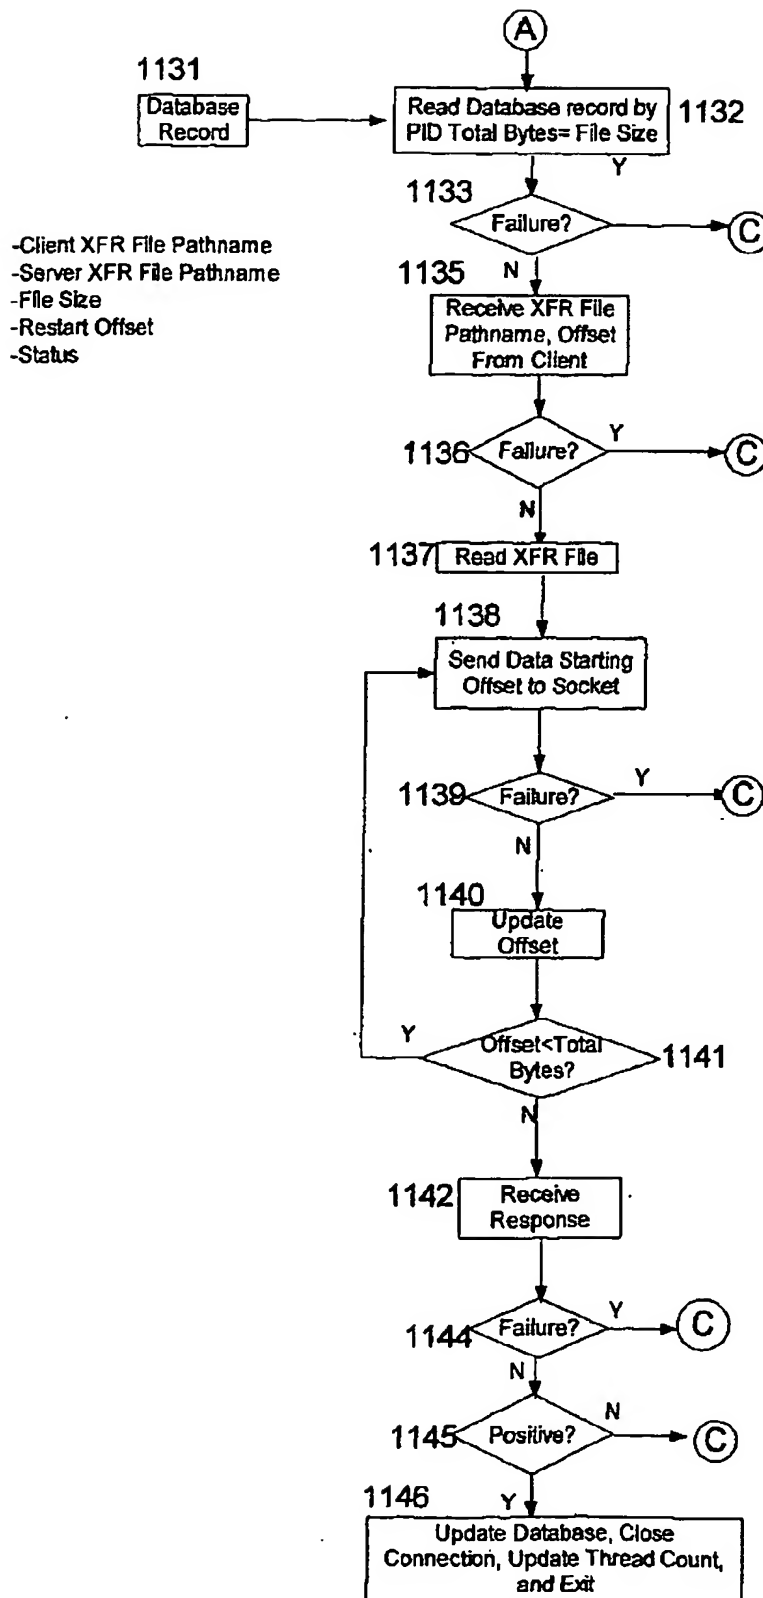 A
1131
Database
Record
Read Database record by
PID Total Bytes= File Size
1132
Y
1133
Failure?
C
-Client XFR File Pathname
-Server XFR File Pathname
-File Size
-Restart Offset
-Status
N
1135
Receive XFR File
Pathname, Offset
From Client
1136
Failure?
Y
C
N
1137
Read XFR File
1138
Send Data Starting
Offset to Socket
1139
Failure?
Y
C
N
1140
Update
Offset
Y
Offset<Total
Bytes?
1141
N
1142
Receive
Response
1144
Failure?
Y
C
N
1145
Positive?
N
C
1146
Y
Update Database, Close
Connection, Update Thread Count,
and Exit